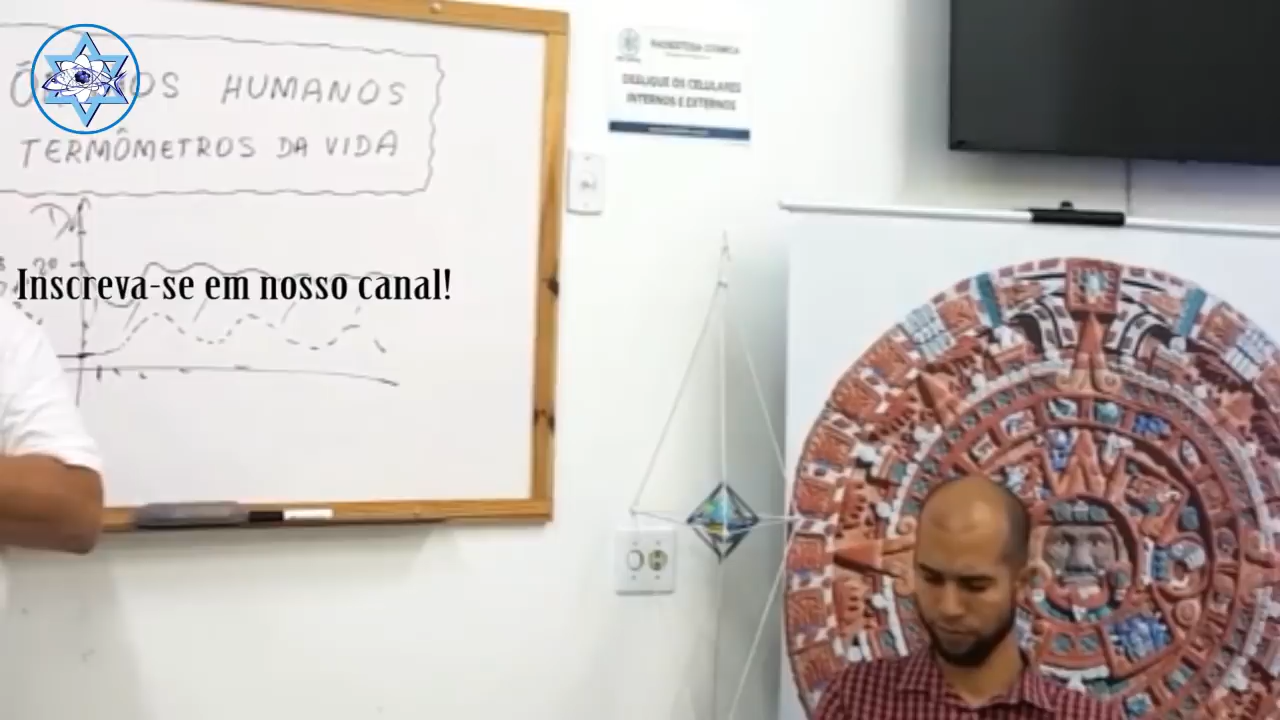 HUMANOS
TERMÔMETROS DA VIDA
Inscreva-se em nosso canal!
DESLIGUE OS CELULARES
INTERNOS E EXTERNOS